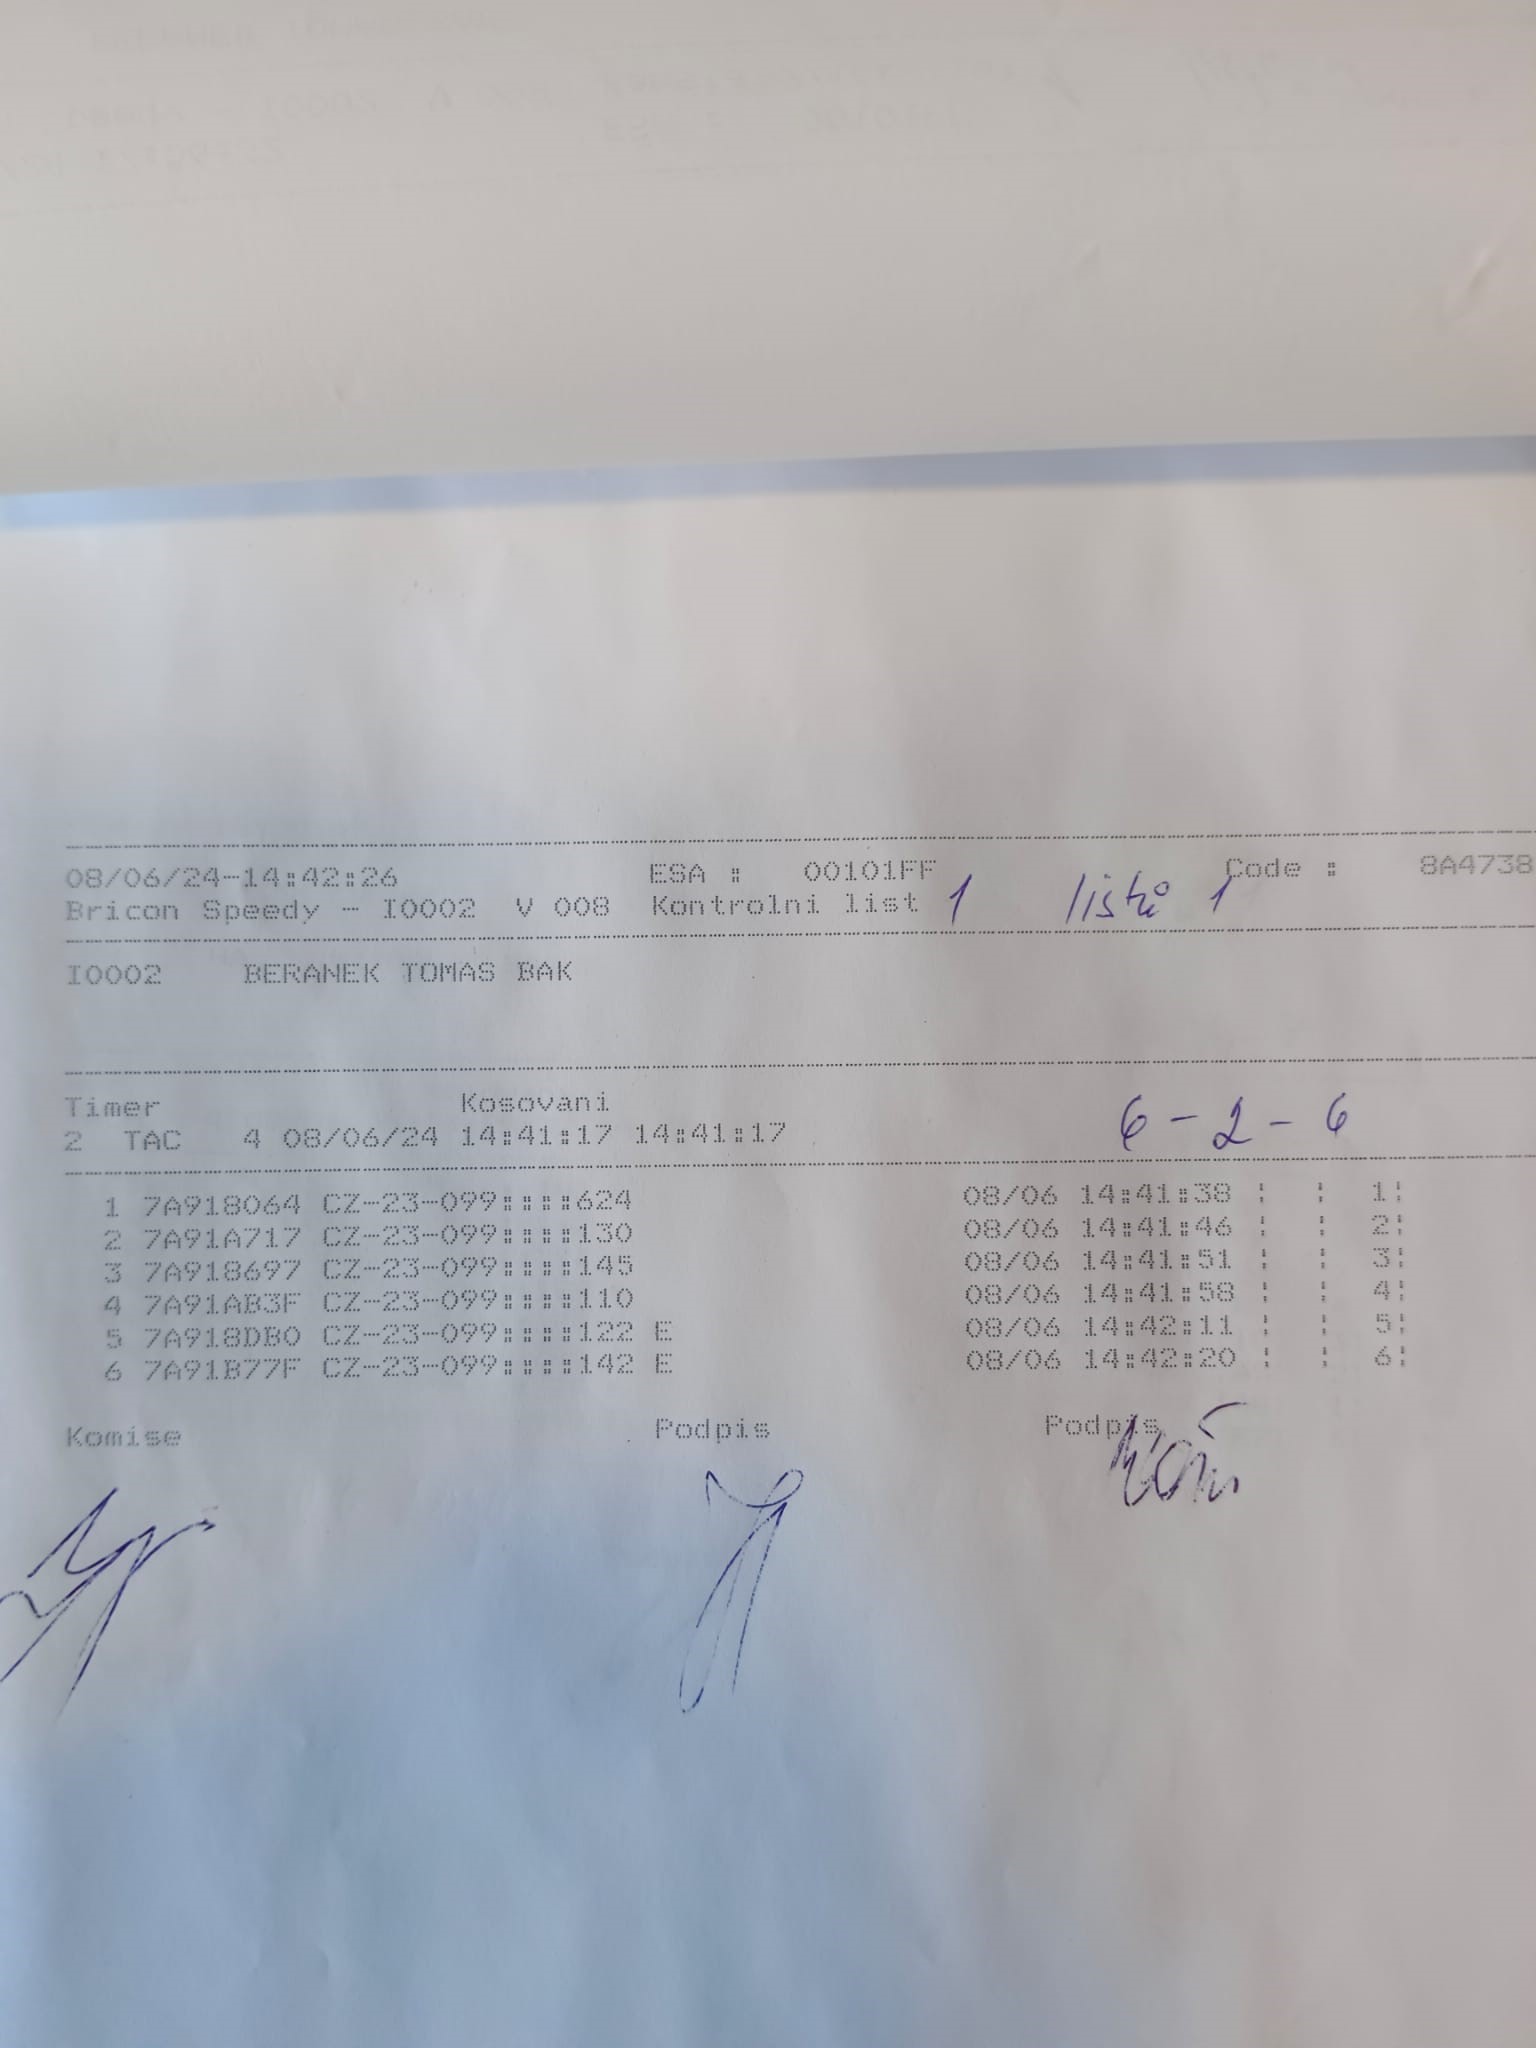 08/06/24-14:42:26 ESA : 00101FF Code : 8A4738
Bricon Speedy - I0002 V 008 Kontrolni list 1 listů 1
I0002 BERANEK TOMAS BAK
Timer Kosovani
2 TAC 4 08/06/24 14:41:17 14:41:17 6-2-6
1 7A918064 CZ-23-099::::624 08/06 14:41:38 : : 1:
2 7A91A717 CZ-23-099::::130 08/06 14:41:46 : : 2:
3 7A918697 CZ-23-099::::145 08/06 14:41:51 : : 3:
4 7A91AB3F CZ-23-099::::110 08/06 14:41:58 : : 4:
5 7A918DB0 CZ-23-099::::122 E 08/06 14:42:11 : : 5:
6 7A91B77F CZ-23-099::::142 E 08/06 14:42:20 : : 6:
Komise Podpis Podpis